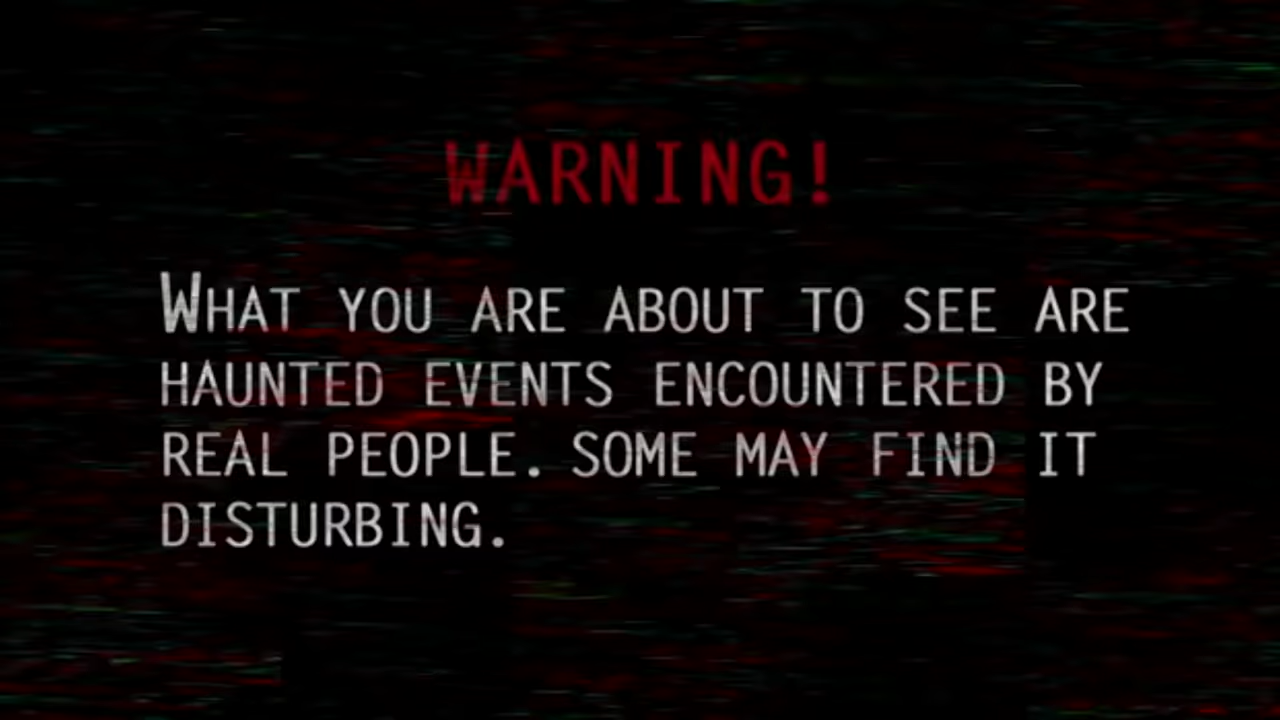 WARNING!
WHAT YOU ARE ABOUT TO SEE ARE
HAUNTED EVENTS ENCOUNTERED BY
REAL PEOPLE. SOME MAY FIND IT
DISTURBING.